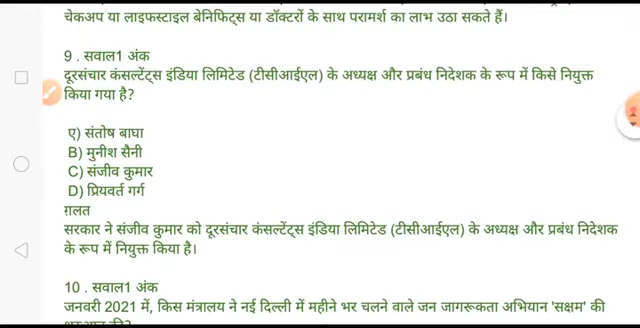 चेकअप या लाइफस्टाइल बेनिफिट्स या डॉक्टरों के साथ परामर्श का लाभ उठा सकते हैं।
9 . सवाल1 अंक
दूरसंचार कंसल्टेंट्स इंडिया लिमिटेड (टीसीआईएल) के अध्यक्ष और प्रबंध निदेशक के रूप में किसे नियुक्त
किया गया है?
ए) संतोष बाघा
B) मुनीश सैनी
C) संजीव कुमार
D) प्रियवर्त गर्ग
ग़लत
सरकार ने संजीव कुमार को दूरसंचार कंसल्टेंट्स इंडिया लिमिटेड (टीसीआईएल) के अध्यक्ष और प्रबंध निदेशक
के रूप में नियुक्त किया है।
10 . सवाल1 अंक
जनवरी 2021 में, किस मंत्रालय ने नई दिल्ली में महीने भर चलने वाले जन जागरूकता अभियान 'सक्षम' की